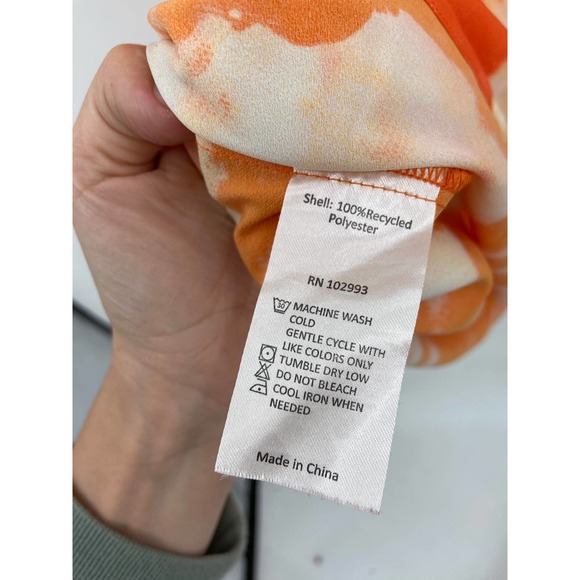 Shell: 100%Recycled
Polyester
RN 102993
30
MACHINE WASH
COLD
GENTLE CYCLE WITH
LIKE COLORS ONLY
TUMBLE DRY LOW
DO NOT BLEACH
COOL IRON WHEN
NEEDED
Made in China